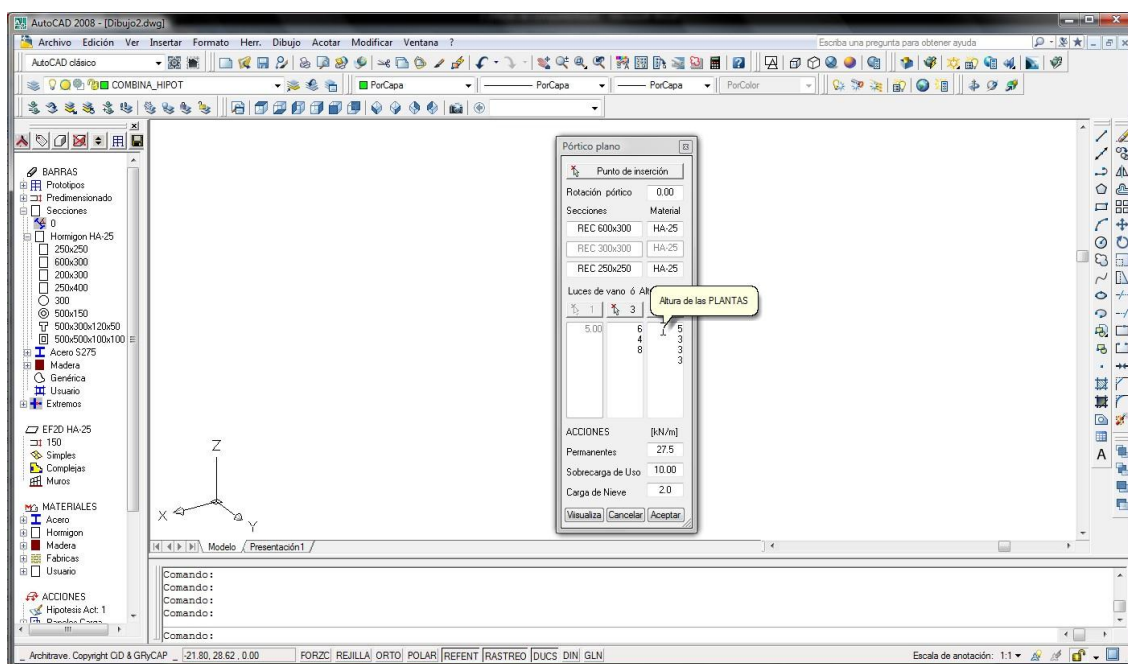 AutoCAD 2008 - [Dibujo2.dwg]
Archivo Edición Ver Insertar Formato Herr. Dibujo Acotar Modificar Ventana ?
Escriba una pregunta para obtener ayuda
AutoCAD clásico
COMBINA_HIPOT
PorCapa
PorCapa
PorCapa
PorColor
BARRAS
Prototipos
Predimensionado
Secciones
0
Hormigon HA-25
250x250
600x300
200x300
250x400
300
500x150
500x300x120x50
500x500x100x100
Acero S275
Madera
Genérica
Usuario
Extremos
EF2D HA-25
150
Simples
Complejas
Muros
MATERIALES
Acero
Hormigon
Madera
Fabricas
Usuario
ACCIONES
Hipotesis Act: 1
Paneles Carga
Z
X
Y
Pórtico plano
Punto de inserción
Rotación pórtico 0.00
Secciones Material
REC 600x300 HA-25
REC 300x300 HA-25
REC 250x250 HA-25
Luces de vano ó Alt
Altura de las PLANTAS
1 3
5.00 6 5
4 3
8 3
3
ACCIONES [kN/m]
Permanentes 27.5
Sobrecarga de Uso 10.00
Carga de Nieve 2.0
Visualiza Cancelar Aceptar
Modelo Presentación1
Comando:
Comando:
Comando:
Comando:
Comando:
_ Architrave. Copyright CiD & GRyCAP _ -21.80, 28.62 , 0.00 FORZC REJILLA ORTO POLAR REFENT RASTREO DUCS DIN GLN
Escala de anotación: 1:1